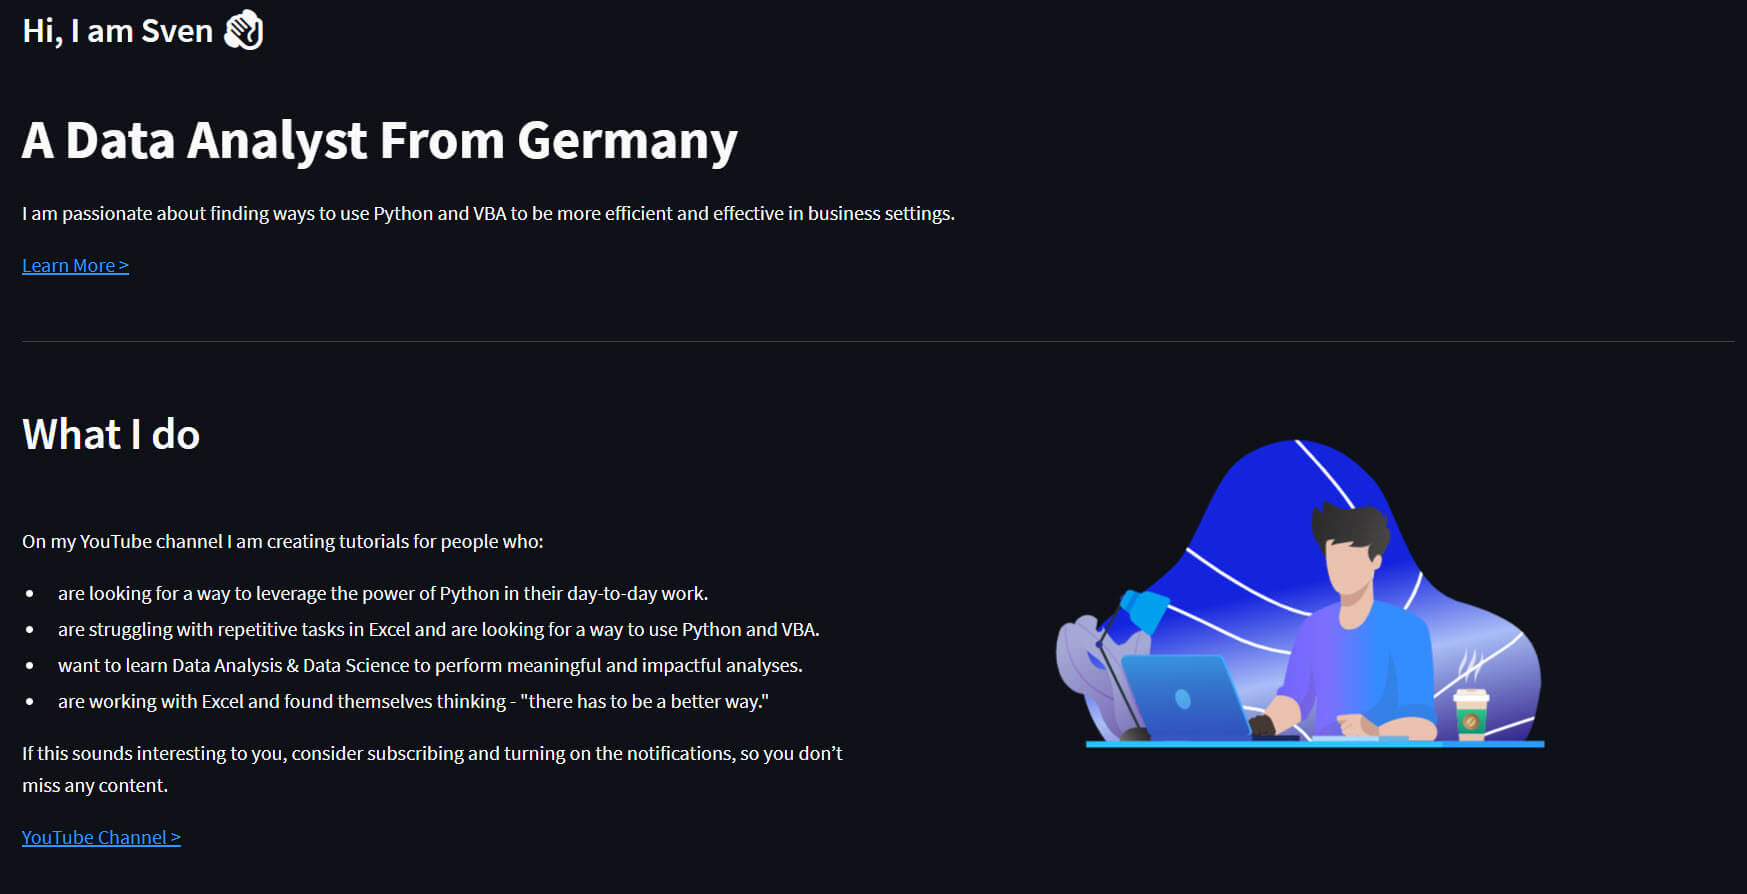 Hi, I am Sven
A Data Analyst From Germany
I am passionate about finding ways to use Python and VBA to be more efficient and effective in business settings.
Learn More >
What I do
On my YouTube channel I am creating tutorials for people who:
• are looking for a way to leverage the power of Python in their day-to-day work.
• are struggling with repetitive tasks in Excel and are looking for a way to use Python and VBA.
• want to learn Data Analysis & Data Science to perform meaningful and impactful analyses.
• are working with Excel and found themselves thinking - "there has to be a better way."
If this sounds interesting to you, consider subscribing and turning on the notifications, so you don’t
miss any content.
YouTube Channel >